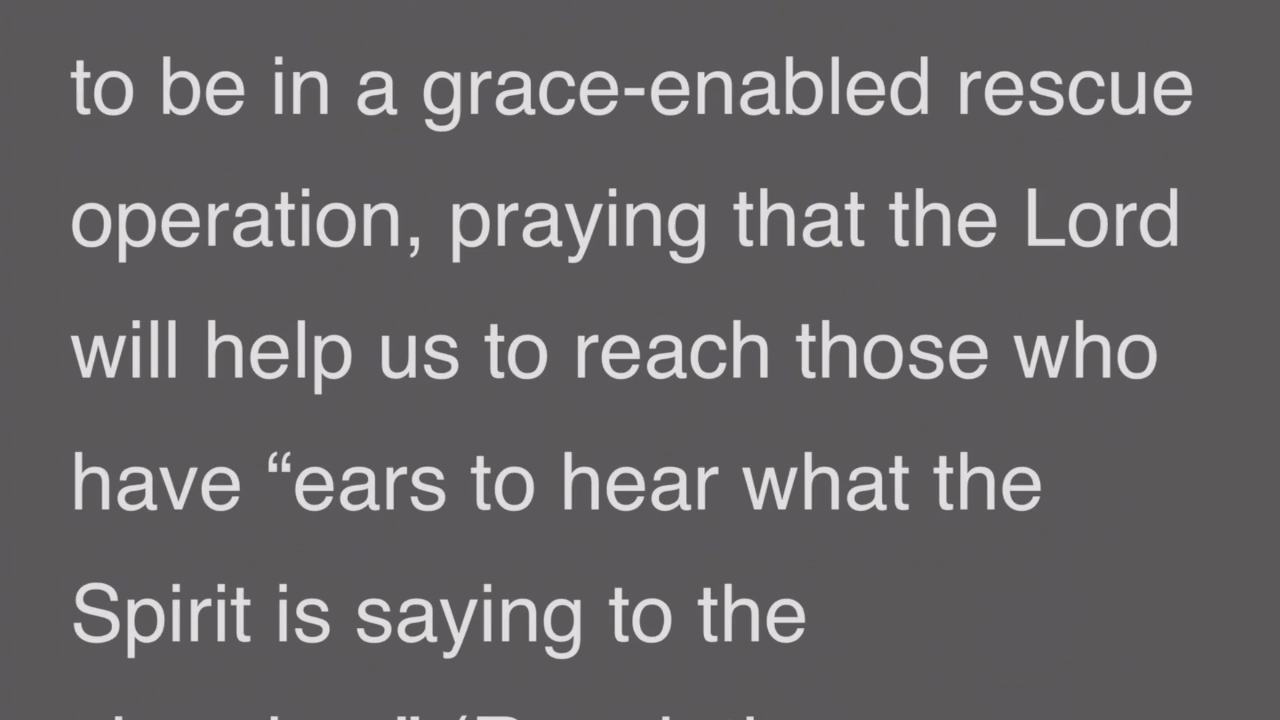 to be in a grace-enabled rescue
operation, praying that the Lord
will help us to reach those who
have “ears to hear what the
Spirit is saying to the